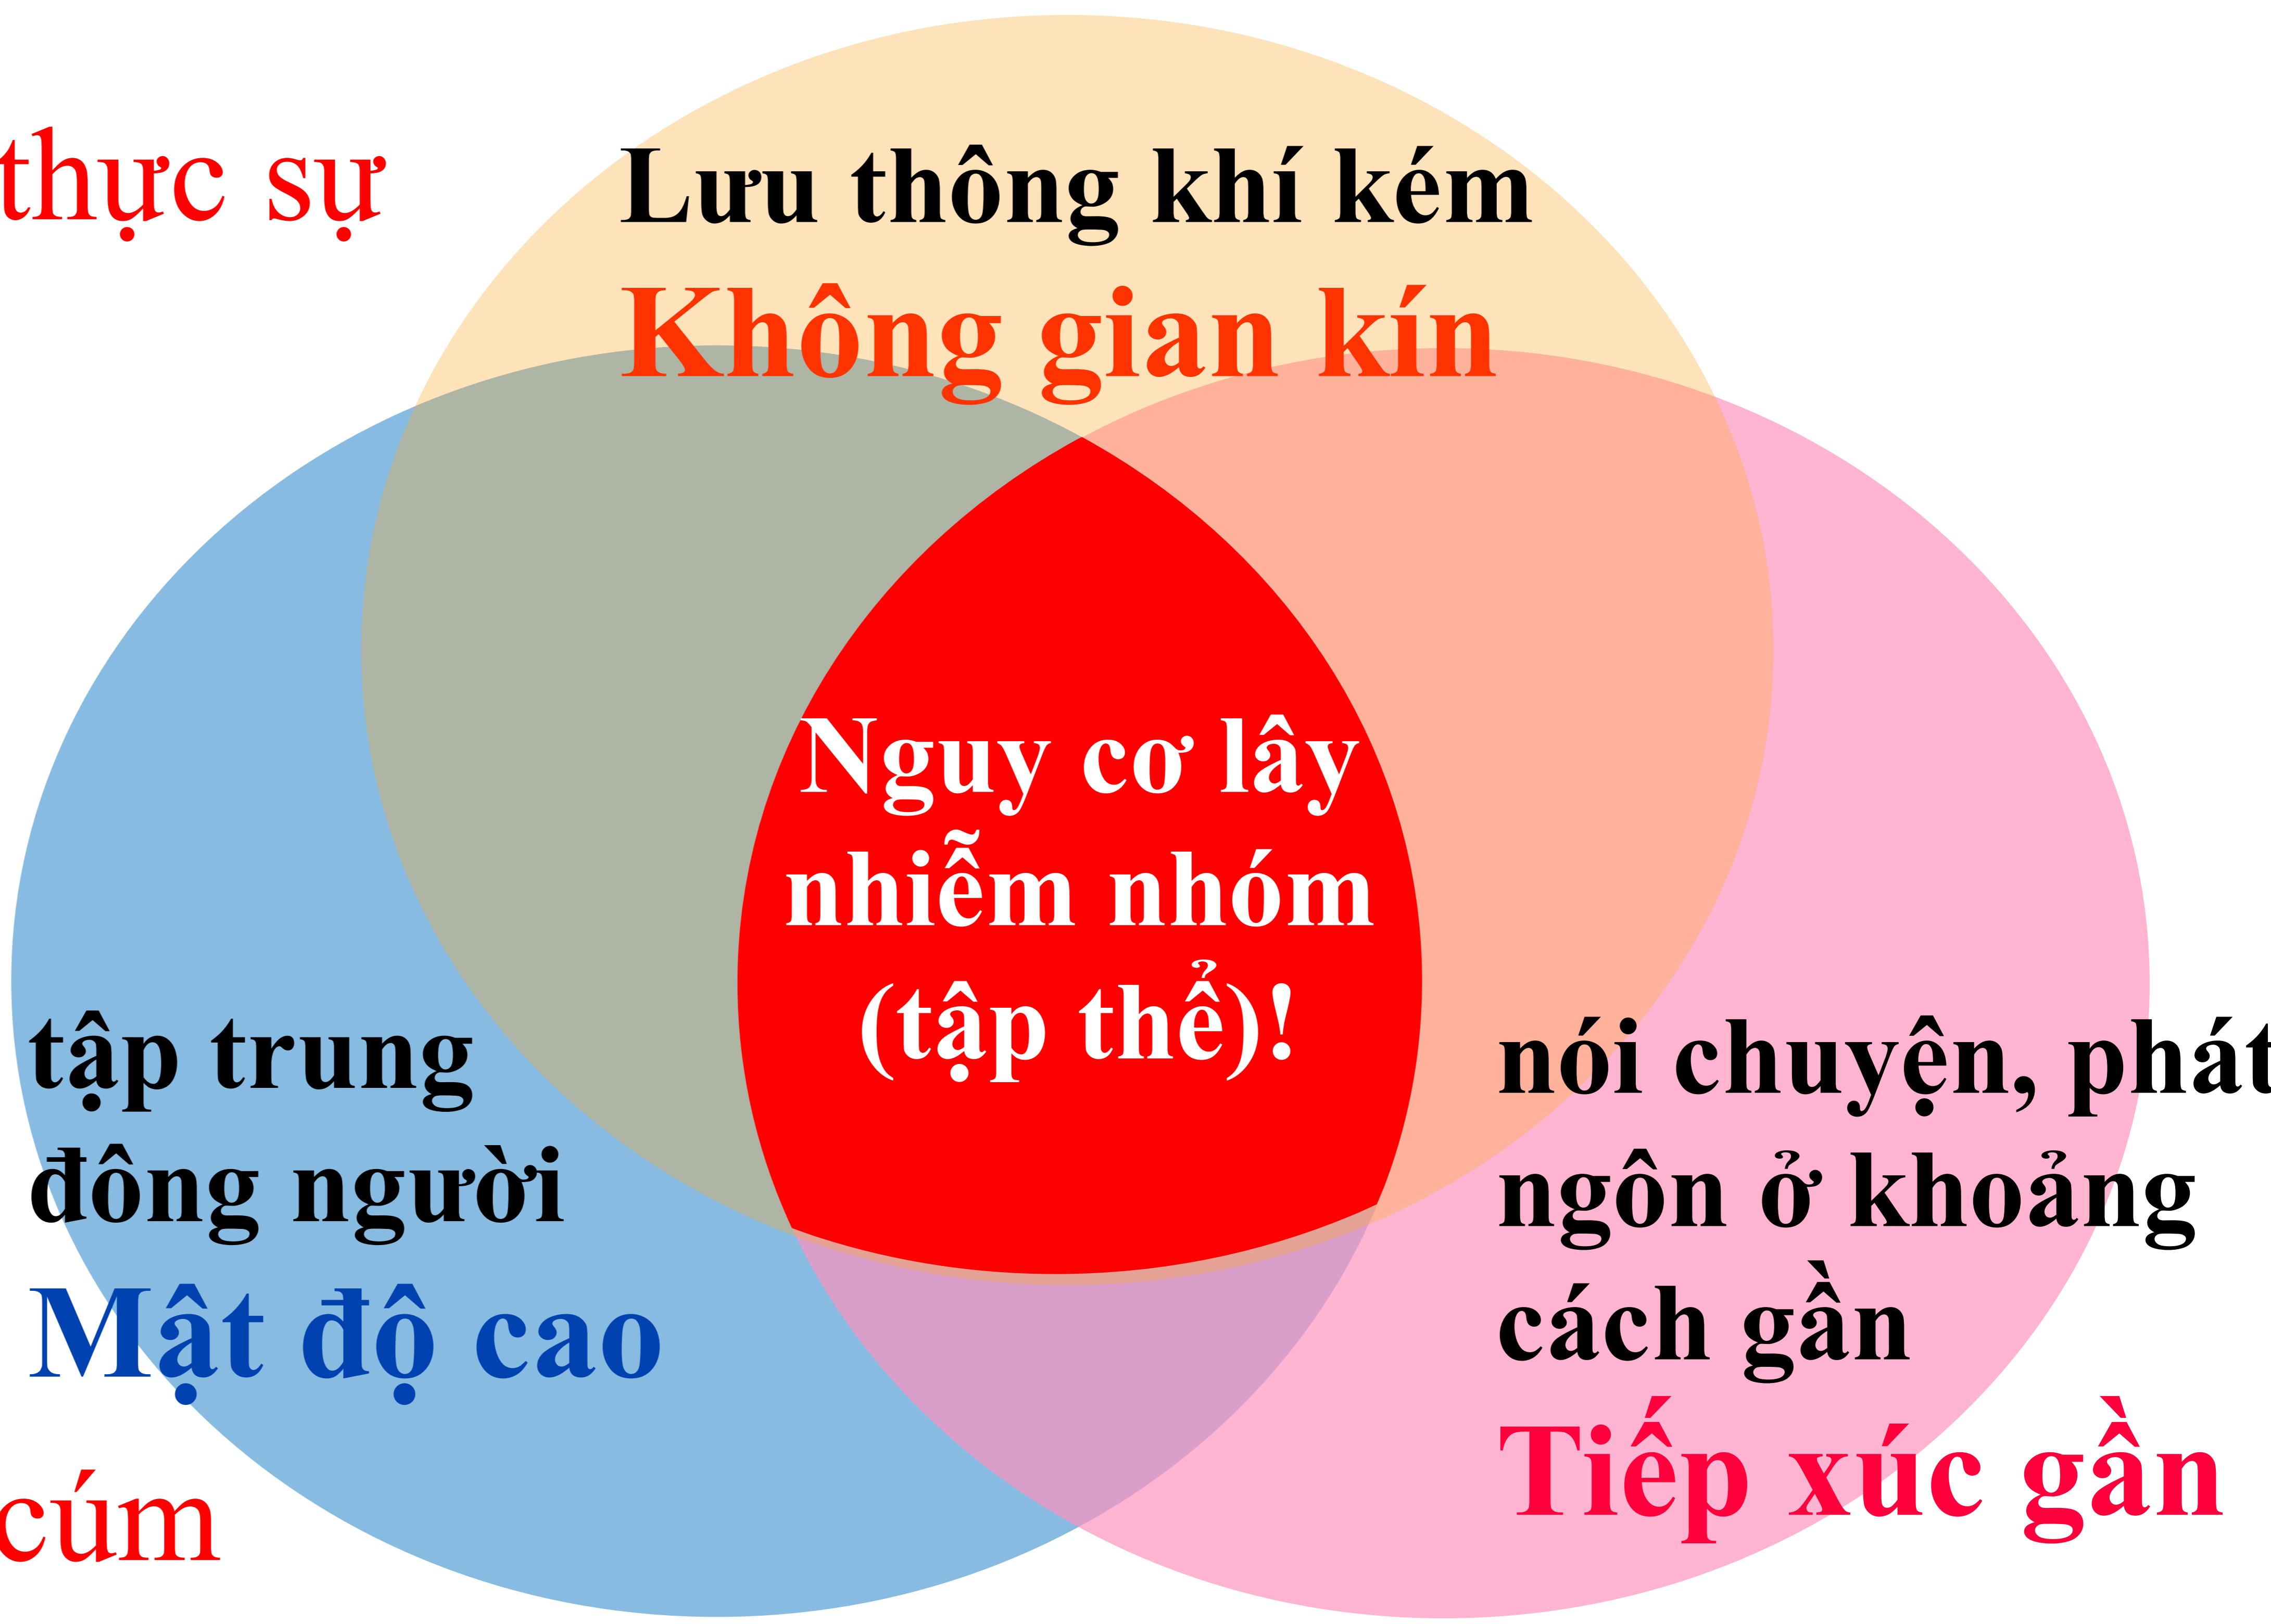 thực sự
Lưu thông khí kém
Không gian kín
Nguy cơ lây
nhiễm nhóm
(tập thể)!
tập trung
đông người
Mật độ cao
nói chuyện, phát
ngôn ở khoảng
cách gần
Tiếp xúc gần
cúm